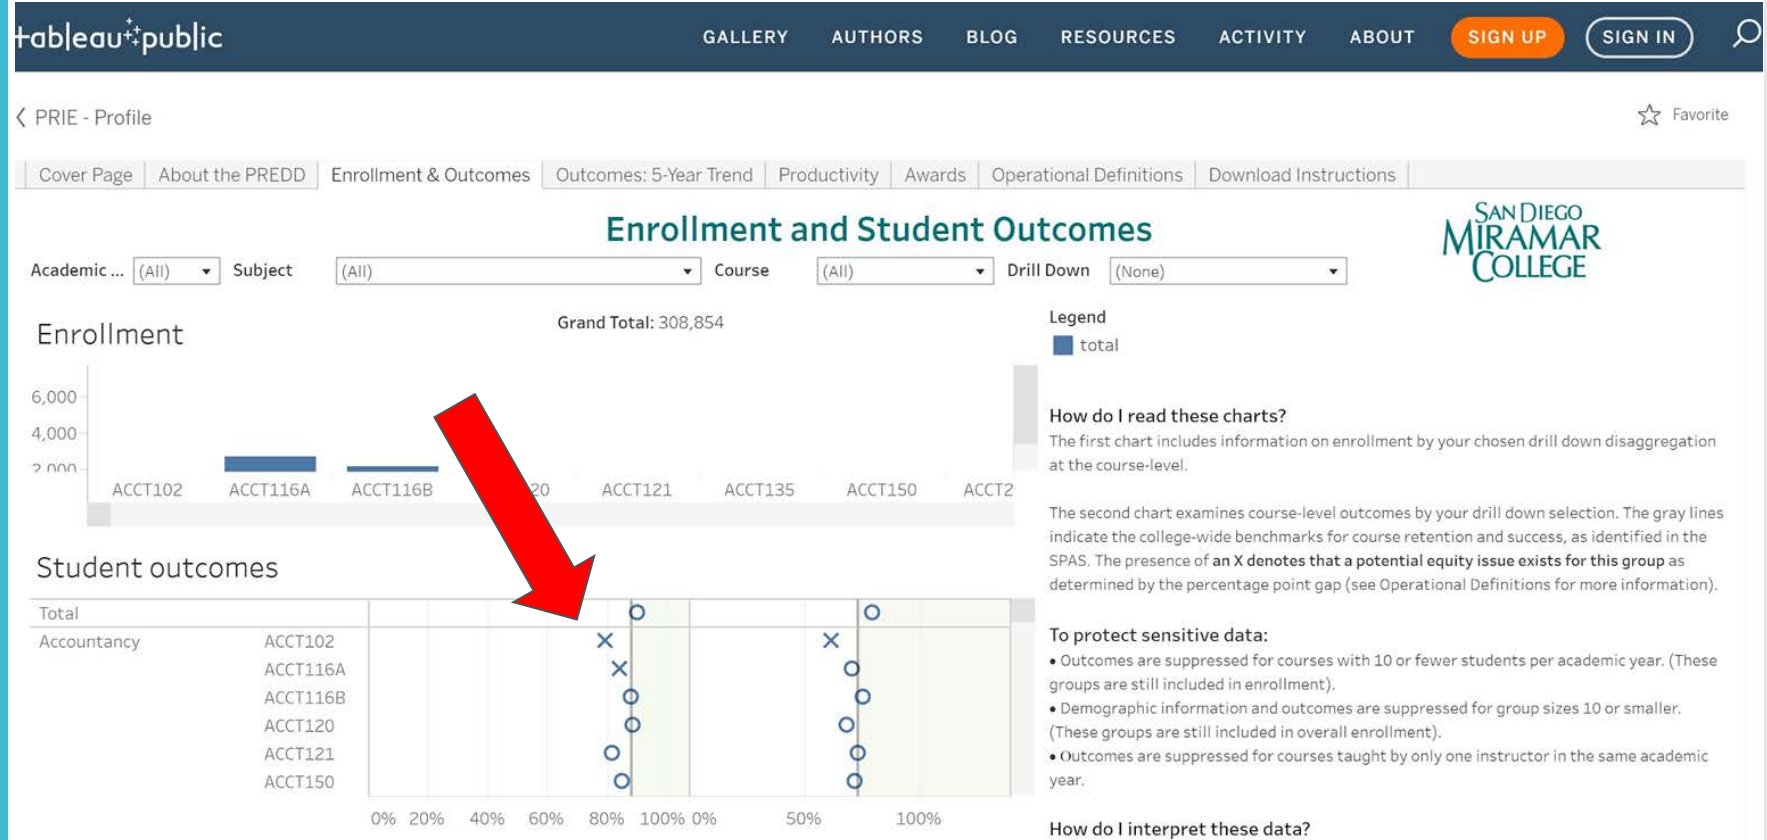 tableau public
GALLERY AUTHORS BLOG RESOURCES ACTIVITY ABOUT SIGN UP SIGN IN
PRIE - Profile
Favorite
Cover Page About the PREDD Enrollment & Outcomes Outcomes: 5-Year Trend Productivity Awards Operational Definitions Download Instructions
Enrollment and Student Outcomes
SAN DIEGO
MIRAMAR
COLLEGE
Academic ... (All) Subject (All) Course (All) Drill Down (None)
Enrollment
Grand Total: 308,854
6,000
4,000
2,000
ACCT102 ACCT116A ACCT116B 20 ACCT121 ACCT135 ACCT150 ACCT2
Student outcomes
Total
Accountancy ACCT102
ACCT116A
ACCT116B
ACCT120
ACCT121
ACCT150
0% 20% 40% 60% 80% 100% 0% 50% 100%
Legend
total
How do I read these charts?
The first chart includes information on enrollment by your chosen drill down disaggregation
at the course-level.
The second chart examines course-level outcomes by your drill down selection. The gray lines
indicate the college-wide benchmarks for course retention and success, as identified in the
SPAS. The presence of an X denotes that a potential equity issue exists for this group as
determined by the percentage point gap (see Operational Definitions for more information).
To protect sensitive data:
• Outcomes are suppressed for courses with 10 or fewer students per academic year. (These
groups are still included in enrollment).
• Demographic information and outcomes are suppressed for group sizes 10 or smaller.
(These groups are still included in overall enrollment).
• Outcomes are suppressed for courses taught by only one instructor in the same academic
year.
How do I interpret these data?